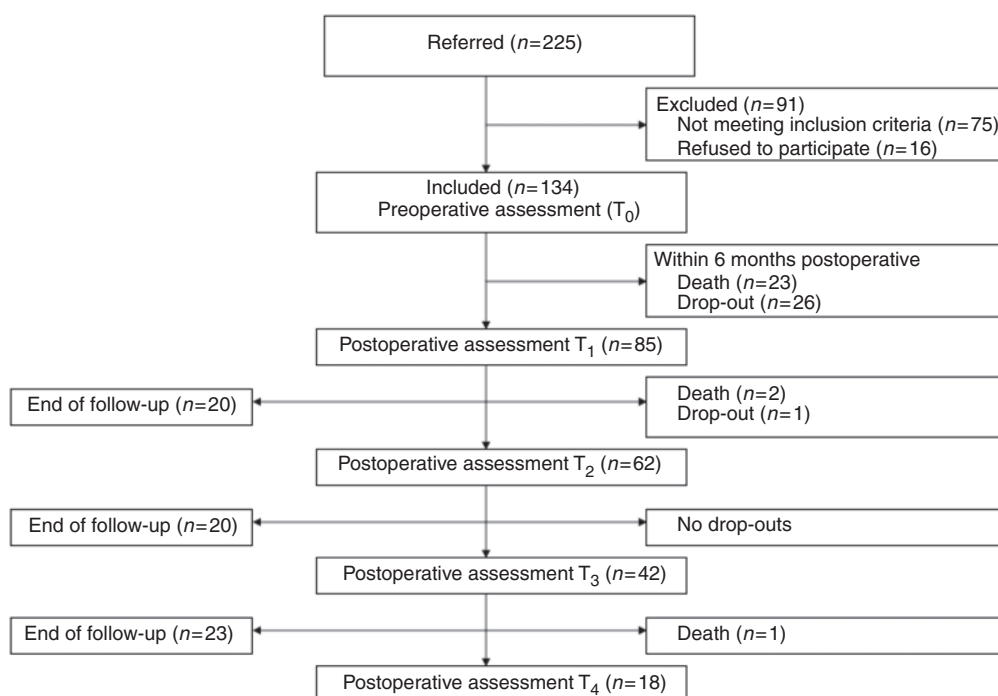 Referred (n=225)
Excluded (n=91)
Not meeting inclusion criteria (n=75)
Refused to participate (n=16)
Included (n=134)
Preoperative assessment (T₀)
Within 6 months postoperative
Death (n=23)
Drop-out (n=26)
Postoperative assessment T₁ (n=85)
End of follow-up (n=20)
Death (n=2)
Drop-out (n=1)
Postoperative assessment T₂ (n=62)
End of follow-up (n=20)
No drop-outs
Postoperative assessment T₃ (n=42)
End of follow-up (n=23)
Death (n=1)
Postoperative assessment T₄ (n=18)